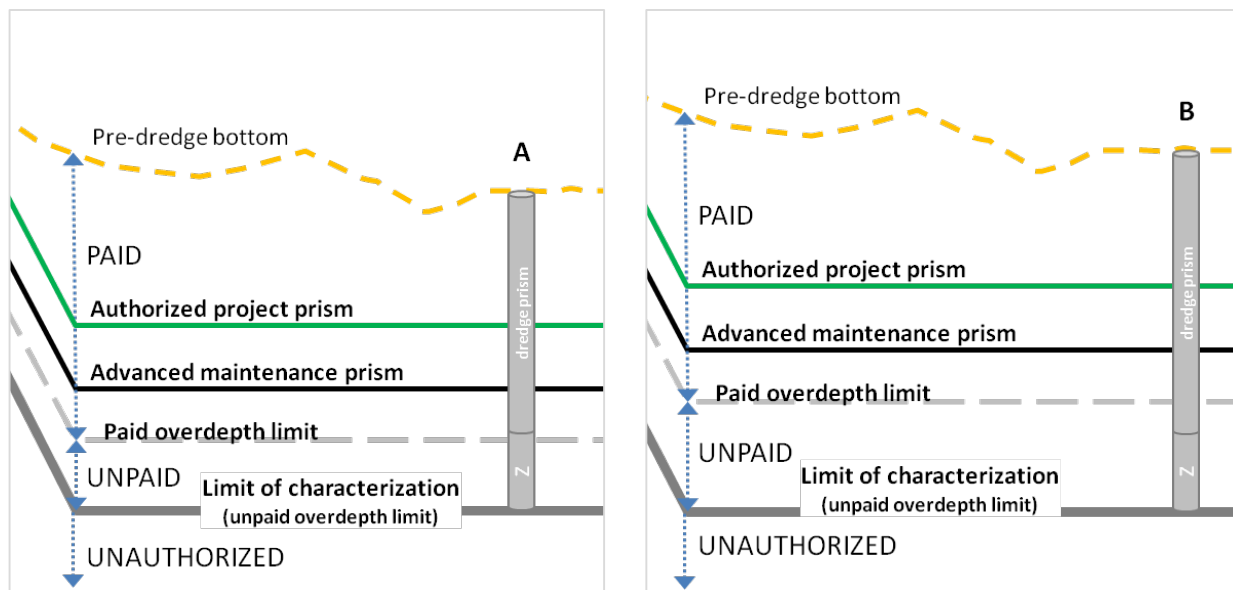 Pre-dredge bottom
A
PAID
dredge prism
Authorized project prism
Advanced maintenance prism
Paid overdepth limit
UNPAID
Z
Limit of characterization
(unpaid overdepth limit)
UNAUTHORIZED
Pre-dredge bottom
B
PAID
dredge prism
Authorized project prism
Advanced maintenance prism
Paid overdepth limit
UNPAID
Z
Limit of characterization
(unpaid overdepth limit)
UNAUTHORIZED